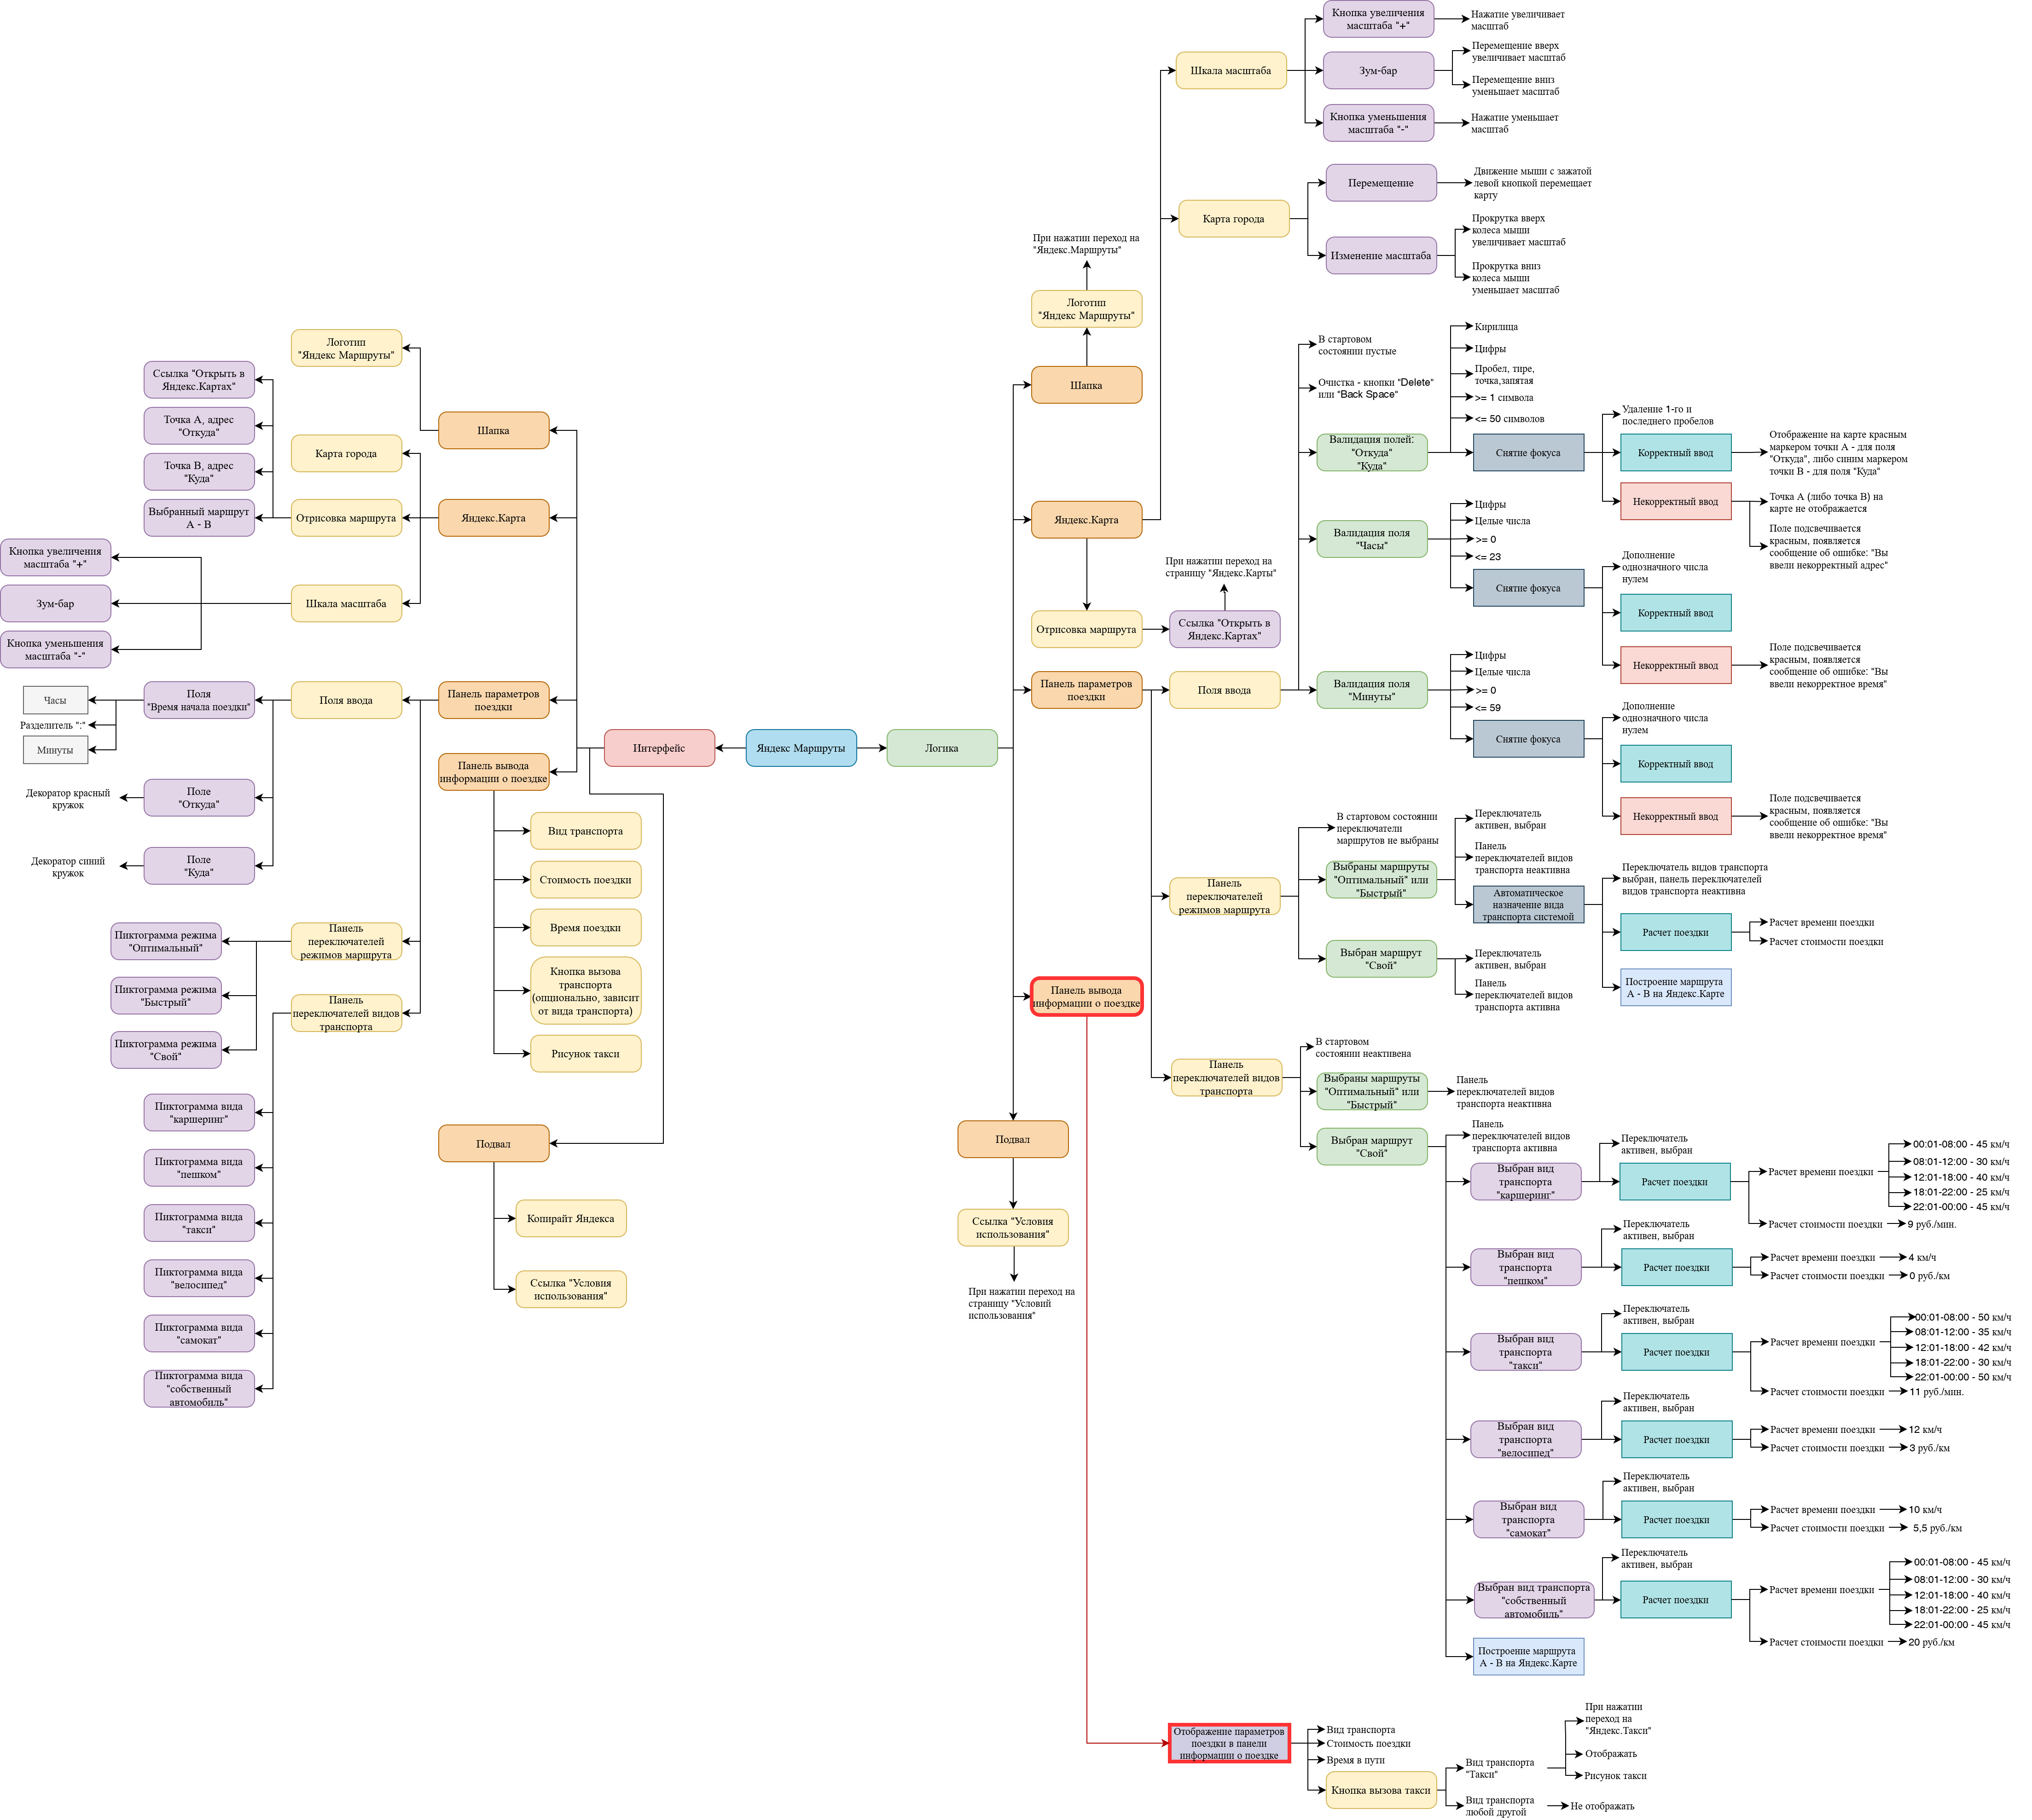 Яндекс Маршруты
Интерфейс
Шапка
Логотип
"Яндекс Маршруты"
Яндекс.Карта
Карта города
Отрисовка маршрута
Ссылка "Открыть в
Яндекс.Картах"
Точка А, адрес
"Откуда"
Точка В, адрес
"Куда"
Выбранный маршрут
А - В
Шкала масштаба
Кнопка увеличения
масштаба "+"
Зум-бар
Кнопка уменьшения
масштаба "-"
Панель параметров
поездки
Поля ввода
Поля
"Время начала поездки"
Часы
Разделитель ":"
Минуты
Поле
"Откуда"
Декоратор красный
кружок
Поле
"Куда"
Декоратор синий
кружок
Панель
переключателей
режимов маршрута
Пиктограмма режима
"Оптимальный"
Пиктограмма режима
"Быстрый"
Пиктограмма режима
"Свой"
Панель
переключателей видов
транспорта
Пиктограмма вида
"каршеринг"
Пиктограмма вида
"пешком"
Пиктограмма вида
"такси"
Пиктограмма вида
"велосипед"
Пиктограмма вида
"самокат"
Пиктограмма вида
"собственный
автомобиль"
Панель вывода
информации о поездке
Вид транспорта
Стоимость поездки
Время поездки
Кнопка вызова
транспорта
(опционально, зависит
от вида транспорта)
Рисунок такси
Подвал
Копирайт Яндекса
Ссылка "Условия
использования"
Логика
Шапка
Логотип
"Яндекс Маршруты"
При нажатии переход на
"Яндекс.Маршруты"
Яндекс.Карта
Шкала масштаба
Кнопка увеличения
масштаба "+"
Нажатие увеличивает
масштаб
Зум-бар
Перемещение вверх
увеличивает масштаб
Перемещение вниз
уменьшает масштаб
Кнопка уменьшения
масштаба "-"
Нажатие уменьшает
масштаб
Карта города
Перемещение
Движение мыши с зажатой
левой кнопкой перемещает
карту
Изменение масштаба
Прокрутка вверх
колеса мыши
увеличивает масштаб
Прокрутка вниз
колеса мыши
уменьшает масштаб
Отрисовка маршрута
Ссылка "Открыть в
Яндекс.Картах"
При нажатии переход на
страницу "Яндекс.Карты"
Панель параметров
поездки
Поля ввода
В стартовом
состоянии пустые
Очистка - кнопки "Delete"
или "Back Space"
Валидация полей:
"Откуда"
"Куда"
Кирилица
Цифры
Пробел, тире,
точка,запятая
>= 1 символа
<= 50 символов
Снятие фокуса
Удаление 1-го и
последнего пробелов
Корректный ввод
Отображение на карте красным
маркером точки А - для поля
"Откуда", либо синим маркером
точки В - для поля "Куда"
Некорректный ввод
Точка А (либо точка В) на
карте не отображается
Поле подсвечивается
красным, появляется
сообщение об ошибке: "Вы
ввели некорректный адрес"
Валидация поля
"Часы"
Цифры
Целые числа
>= 0
<= 23
Снятие фокуса
Дополнение
однозначного числа
нулем
Корректный ввод
Некорректный ввод
Поле подсвечивается
красным, появляется
сообщение об ошибке: "Вы
ввели некорректное время"
Валидация поля
"Минуты"
Цифры
Целые числа
>= 0
<= 59
Снятие фокуса
Дополнение
однозначного числа
нулем
Корректный ввод
Некорректный ввод
Поле подсвечивается
красным, появляется
сообщение об ошибке: "Вы
ввели некорректное время"
Панель
переключателей
режимов маршрута
В стартовом состоянии
переключатели
маршрутов не выбраны
Выбраны маршруты
"Оптимальный" или
"Быстрый"
Переключатель
активен, выбран
Панель
переключателей видов
транспорта неактивна
Автоматическое
назначение вида
транспорта системой
Переключатель видов транспорта
выбран, панель переключателей
видов транспорта неактивна
Расчет поездки
Расчет времени поездки
Расчет стоимости поездки
Построение маршрута
А - В на Яндекс.Карте
Выбран маршрут
"Свой"
Переключатель
активен, выбран
Панель
переключателей видов
транспорта активна
Панель
переключателей видов
транспорта
В стартовом
состоянии неактивена
Выбраны маршруты
"Оптимальный" или
"Быстрый"
Панель
переключателей видов
транспорта неактивна
Выбран маршрут
"Свой"
Панель
переключателей видов
транспорта активна
Выбран вид
транспорта
"каршеринг"
Переключатель
активен, выбран
Расчет поездки
Расчет времени поездки
00:01-08:00 - 45 км/ч
08:01-12:00 - 30 км/ч
12:01-18:00 - 40 км/ч
18:01-22:00 - 25 км/ч
22:01-00:00 - 45 км/ч
Расчет стоимости поездки
9 руб./мин.
Выбран вид
транспорта
"пешком"
Переключатель
активен, выбран
Расчет поездки
Расчет времени поездки
4 км/ч
Расчет стоимости поездки
0 руб./км
Выбран вид
транспорта
"такси"
Переключатель
активен, выбран
Расчет поездки
Расчет времени поездки
00:01-08:00 - 50 км/ч
08:01-12:00 - 35 км/ч
12:01-18:00 - 42 км/ч
18:01-22:00 - 30 км/ч
22:01-00:00 - 50 км/ч
Расчет стоимости поездки
11 руб./мин.
Выбран вид
транспорта
"велосипед"
Переключатель
активен, выбран
Расчет поездки
Расчет времени поездки
12 км/ч
Расчет стоимости поездки
3 руб./км
Выбран вид
транспорта
"самокат"
Переключатель
активен, выбран
Расчет поездки
Расчет времени поездки
10 км/ч
Расчет стоимости поездки
5,5 руб./км
Выбран вид транспорта
"собственный
автомобиль"
Переключатель
активен, выбран
Расчет поездки
Расчет времени поездки
00:01-08:00 - 45 км/ч
08:01-12:00 - 30 км/ч
12:01-18:00 - 40 км/ч
18:01-22:00 - 25 км/ч
22:01-00:00 - 45 км/ч
Расчет стоимости поездки
20 руб./км
Построение маршрута
А - В на Яндекс.Карте
Панель вывода
информации о поездке
Отображение параметров
поездки в панели
информации о поездке
Вид транспорта
Стоимость поездки
Время в пути
Кнопка вызова такси
Вид транспорта
"Такси"
При нажатии
переход на
"Яндекс.Такси"
Отображать
Рисунок такси
Вид транспорта
любой другой
Не отображать
Подвал
Ссылка "Условия
использования"
При нажатии переход на
страницу "Условий
использования"